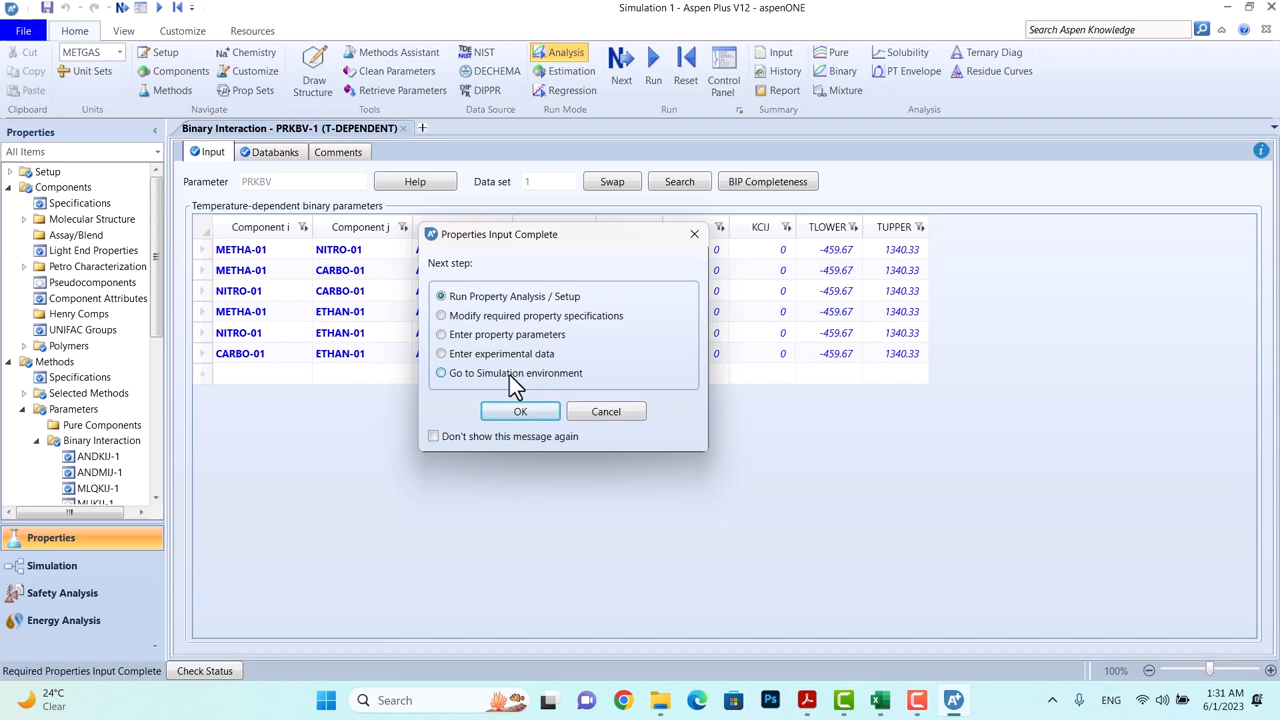 Simulation 1 - Aspen Plus V12 - aspenONE
File
Home
View
Customize
Resources
Search Aspen Knowledge
Cut
METGAS
Setup
Chemistry
Methods Assistant
NIST
Analysis
Input
Pure
Solubility
Ternary Diag
Copy
Unit Sets
Components
Customize
Clean Parameters
DECHEMA
Estimation
History
Binary
PT Envelope
Residue Curves
Paste
Methods
Prop Sets
Draw Structure
Retrieve Parameters
DIPPR
Regression
Next
Run
Reset
Control Panel
Report
Mixture
Clipboard
Units
Navigate
Tools
Data Source
Run Mode
Run
Summary
Analysis
Properties
All Items
Setup
Components
Specifications
Molecular Structure
Assay/Blend
Light End Properties
Petro Characterization
Pseudocomponents
Component Attributes
Henry Comps
UNIFAC Groups
Polymers
Methods
Specifications
Selected Methods
Parameters
Pure Components
Binary Interaction
ANDKIJ-1
ANDMIJ-1
MLQKIJ-1
Properties
Simulation
Safety Analysis
Energy Analysis
Binary Interaction - PRKBV-1 (T-DEPENDENT)
Input
Databanks
Comments
Parameter PRKBV Help Data set 1 Swap Search BIP Completeness
Temperature-dependent binary parameters
Component i Component j KCIJ TLOWER TUPPER
METHA-01 NITRO-01 0 -459.67 1340.33
METHA-01 CARBO-01 0 -459.67 1340.33
NITRO-01 CARBO-01 0 -459.67 1340.33
METHA-01 ETHAN-01 0 -459.67 1340.33
NITRO-01 ETHAN-01 0 -459.67 1340.33
CARBO-01 ETHAN-01 0 -459.67 1340.33
Properties Input Complete
Next step:
Run Property Analysis / Setup
Modify required property specifications
Enter property parameters
Enter experimental data
Go to Simulation environment
OK
Cancel
Don't show this message again
Required Properties Input Complete
Check Status
100%
24°C
Clear
Search
ENG
1:31 AM
6/1/2023